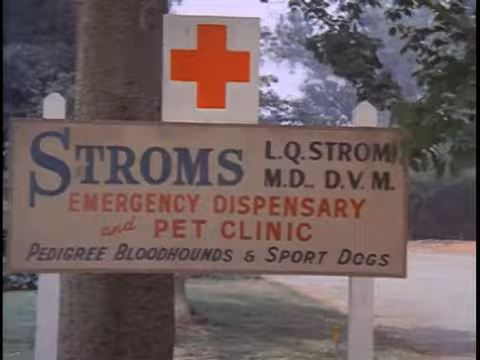 STROMS
L.Q. STROM
M.D., D.V.M.
EMERGENCY DISPENSARY
and PET CLINIC
PEDIGREE BLOODHOUNDS & SPORT DOGS